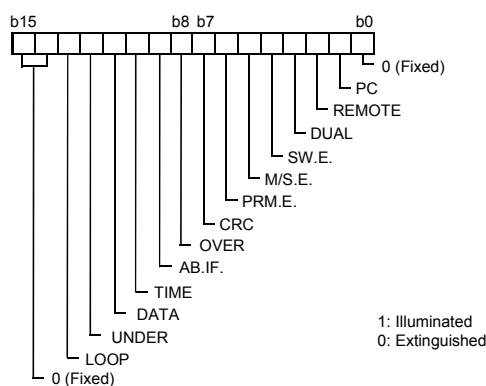 b15 b8 b7 b0
0 (Fixed)
PC
REMOTE
DUAL
SW.E.
M/S.E.
PRM.E.
CRC
OVER
AB.IF.
TIME
DATA
UNDER
LOOP
0 (Fixed)
1: Illuminated
0: Extinguished